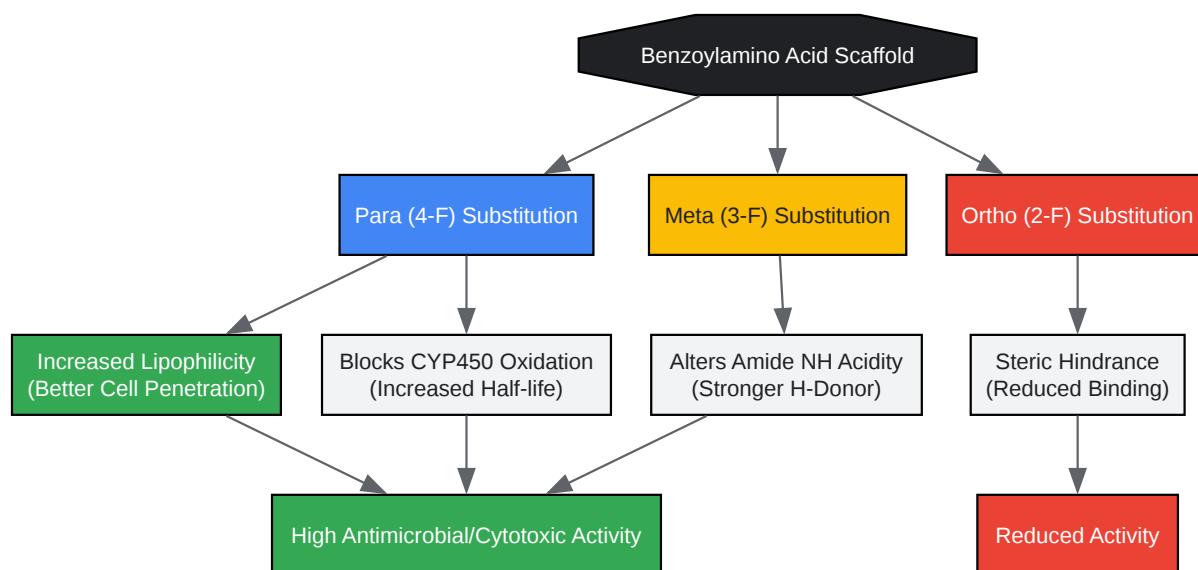 Benzoylamino Acid Scaffold
Para (4-F) Substitution
Meta (3-F) Substitution
Ortho (2-F) Substitution
Increased Lipophilicity
(Better Cell Penetration)
Blocks CYP450 Oxidation
(Increased Half-life)
Alters Amide NH Acidity
(Stronger H-Donor)
Steric Hindrance
(Reduced Binding)
High Antimicrobial/Cytotoxic Activity
Reduced Activity